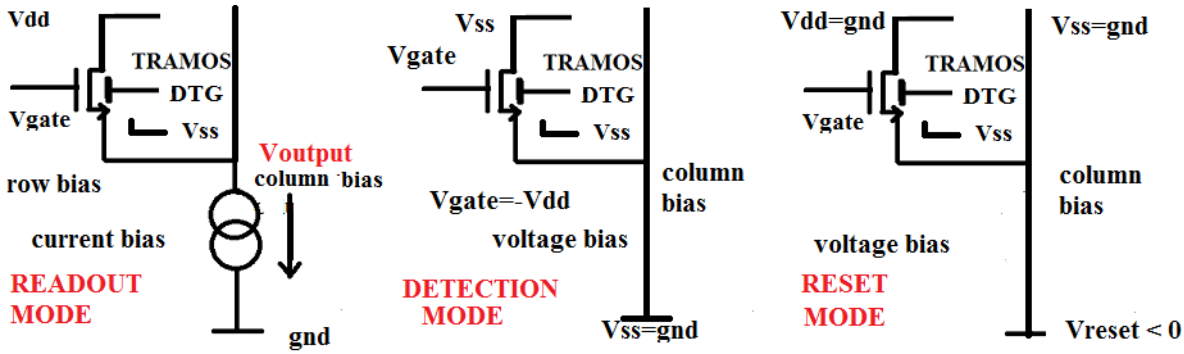 Vdd
TRAMOS
DTG
Vgate
Vss
Voutput
row bias
column bias
current bias
READOUT
MODE
gnd
Vss
Vgate
TRAMOS
DTG
Vss
column
bias
Vgate=-Vdd
voltage bias
DETECTION
MODE
Vss=gnd
Vdd=gnd
Vss=gnd
TRAMOS
DTG
Vgate
Vss
column
bias
voltage bias
RESET
MODE
Vreset < 0